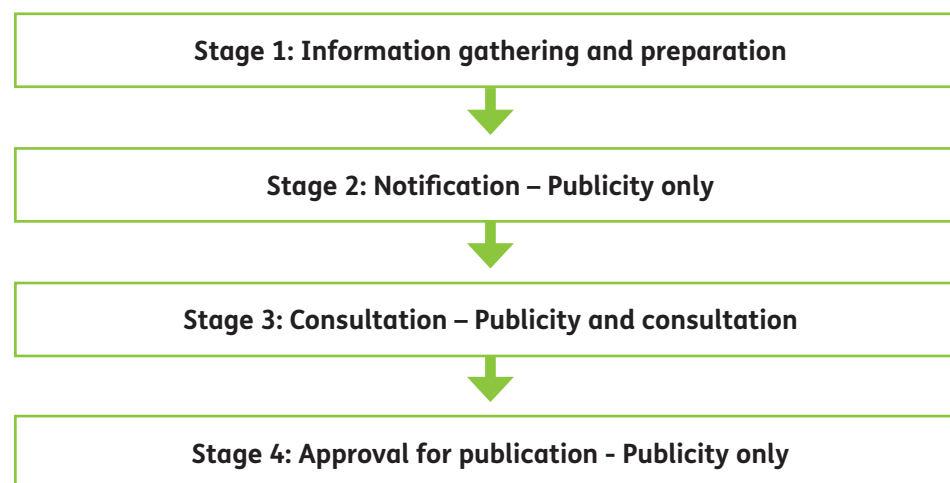 Stage 1: Information gathering and preparation
Stage 2: Notification – Publicity only
Stage 3: Consultation – Publicity and consultation
Stage 4: Approval for publication - Publicity only